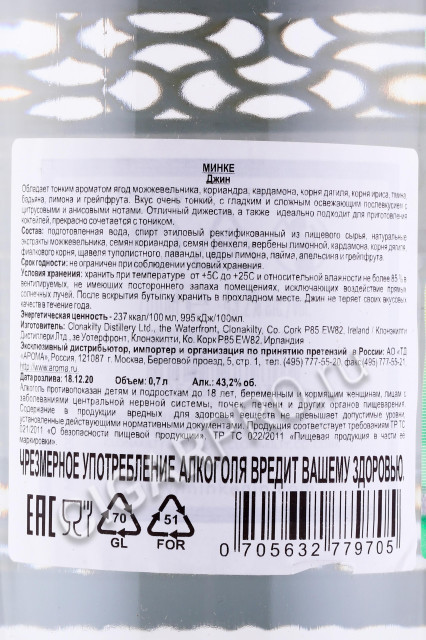 МИНКЕ
Джин
Обладает тонким ароматом ягод можжевельника, кориандра, кардамона, корня дягиля, корня ириса, тмина,
бадьяна, лимона и грейпфрута. Вкус очень тонкий, с гладким и сложным освежающим послевкусием с
цитрусовыми и анисовыми нотами. Отличный дижестив, а также идеально подходит для приготовления
коктейлей, прекрасно сочетается с тоником.
Состав: подготовленная вода, спирт этиловый ректификованный из пищевого сырья, натуральные
экстракты можжевельника, семян кориандра, семян фенхеля, вербены лимонной, кардамона, корня дягиля,
фиалкового корня, щавеля туполистного, лаванды, цедры лимона, лайма, апельсина и грейпфрута.
Срок годности: не ограничен при соблюдении условий хранения.
Условия хранения: хранить при температуре от +5С до +25С и относительной влажности не более 85 % в
вентилируемых, не имеющих постороннего запаха помещениях, исключающих воздействие прямых
солнечных лучей. После вскрытия бутылку хранить в прохладном месте. Джин не теряет своих вкусовых
качества в течение года.
Энергетическая ценность - 237 ккал/100 мл, 995 кДж/100мл.
Изготовитель: Clonakilty Distillery Ltd., the Waterfront, Clonakilty, Co. Cork P85 EW82, Ireland / Клонэкилти
Дистиллери Лтд., зе Уотерфронт, Клонэкилти, Ко. Корк P85 EW82, Ирландия
Эксклюзивный дистрибьютор, импортер и организация по принятию претензий в России: АО «ТД
«АРОМА», Россия, 121087 г. Москва, Береговой проезд, 5, стр. 1, тел. (495) 777-55-20, факс (495) 777-55-21
http://www.aroma.ru
Дата розлива: 18.12.20 Объем: 0,7 л Алк.: 43,2% об.
Алкоголь противопоказан детям и подросткам до 18 лет, беременным и кормящим женщинам, лицам с
заболеваниями центральной нервной системы, почек, печени и других органов пищеварения.
Содержание в продукции вредных для здоровья веществ не превышает допустимые уровни
установленные действующими нормативными документами. Продукция соответствует требованиям ТР ТС
021/2011 «О безопасности пищевой продукции», ТР ТС 022/2011 «Пищевая продукция в части ее
маркировки».
ЧРЕЗМЕРНОЕ УПОТРЕБЛЕНИЕ АЛКОГОЛЯ ВРЕДИТ ВАШЕМУ ЗДОРОВЬЮ.
EAC 70 GL 51 FOR
0 705632 779705